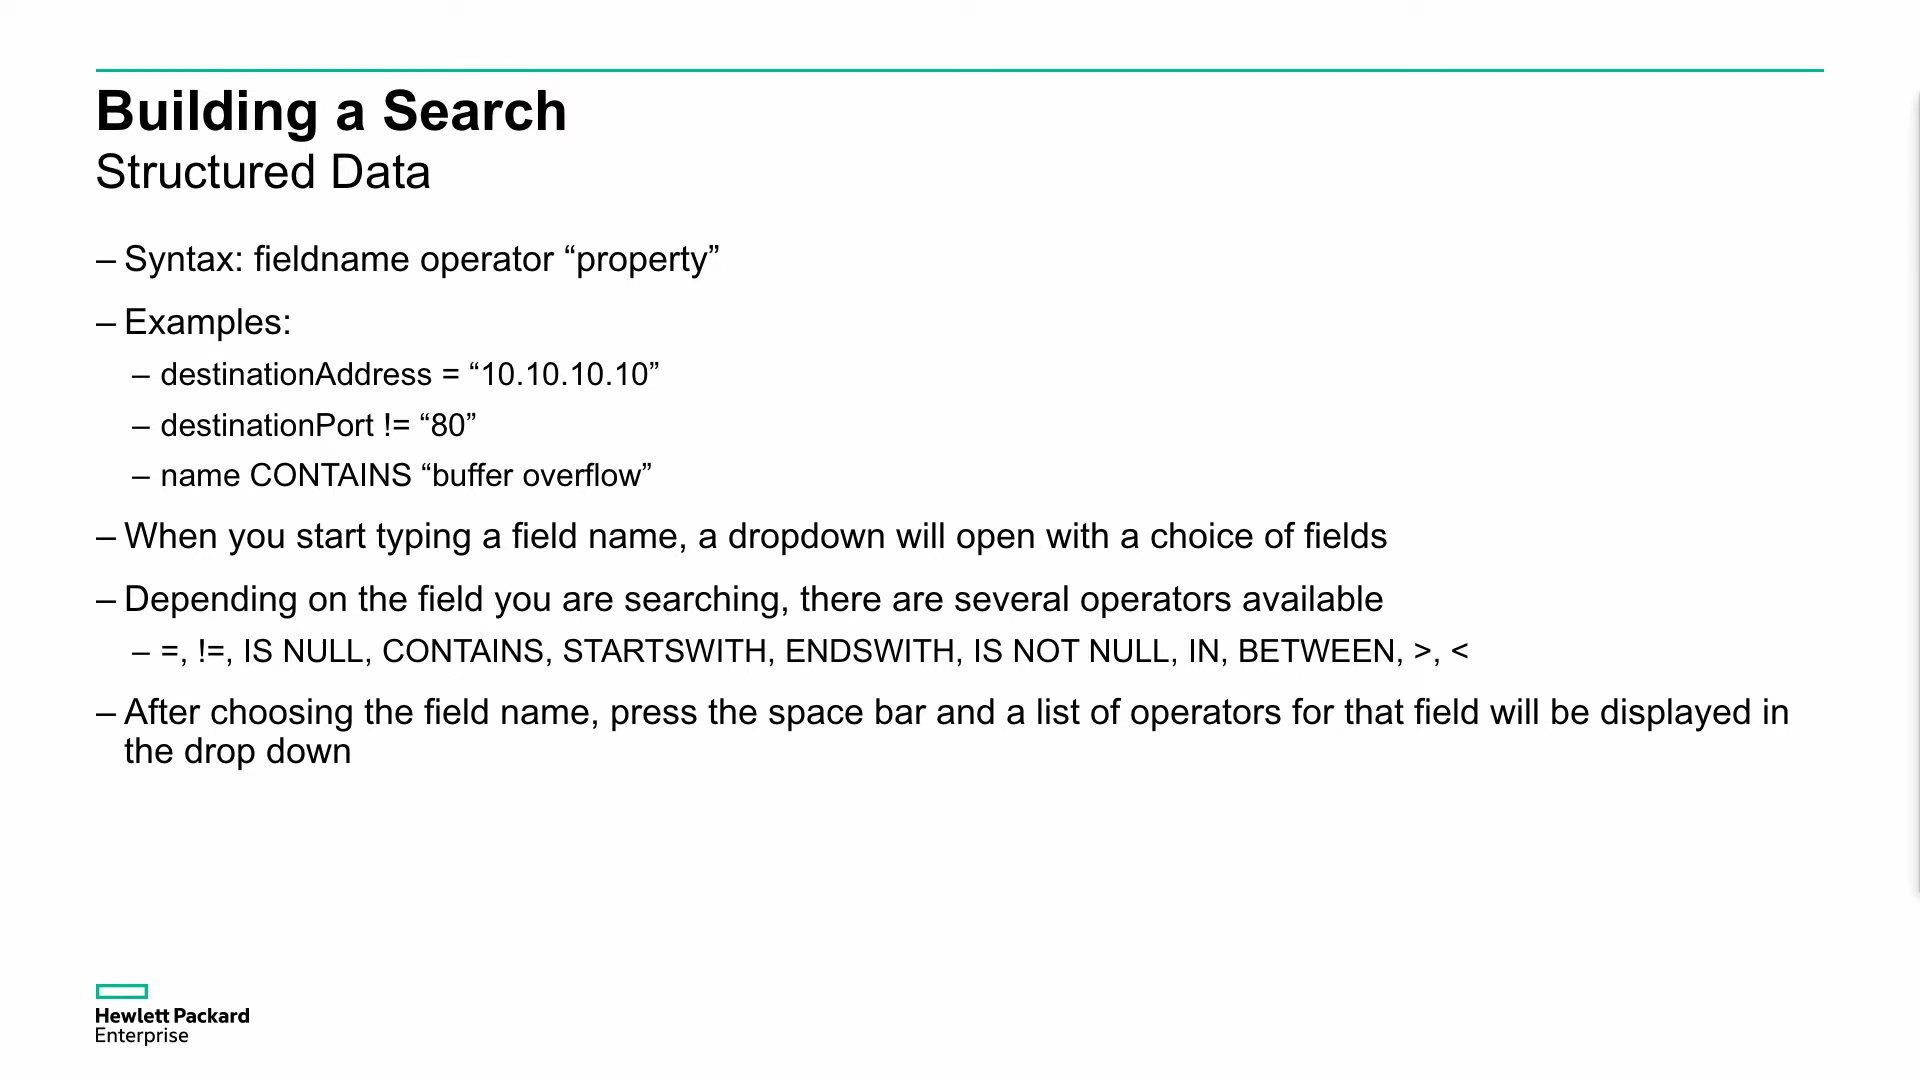 Building a Search
Structured Data
– Syntax: fieldname operator “property”
– Examples:
– destinationAddress = “10.10.10.10”
– destinationPort != “80”
– name CONTAINS “buffer overflow”
– When you start typing a field name, a dropdown will open with a choice of fields
– Depending on the field you are searching, there are several operators available
– =, !=, IS NULL, CONTAINS, STARTSWITH, ENDSWITH, IS NOT NULL, IN, BETWEEN, >, <
– After choosing the field name, press the space bar and a list of operators for that field will be displayed in
the drop down
Hewlett Packard
Enterprise